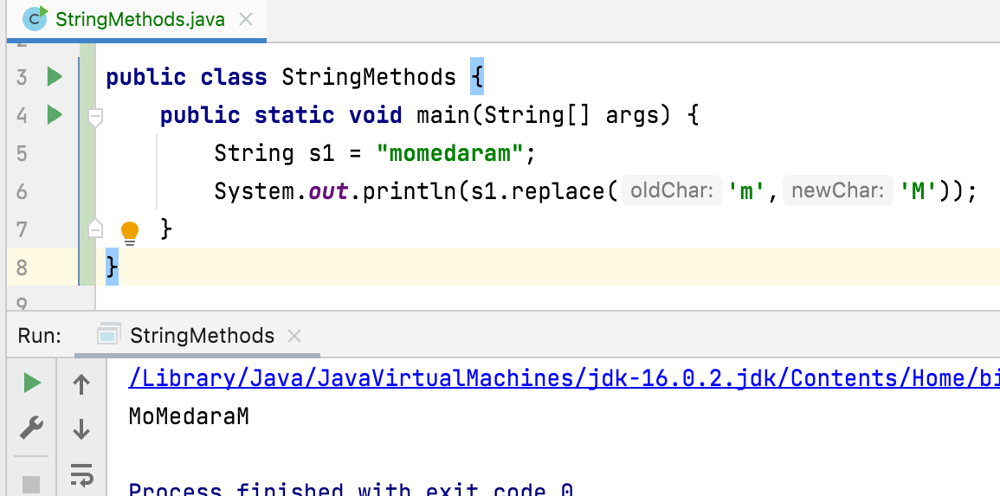 StringMethods.java
3 public class StringMethods {
4 public static void main(String[] args) {
5 String s1 = "momedaram";
6 System.out.println(s1.replace( oldChar: 'm', newChar: 'M'));
7 }
8 }
9
Run: StringMethods
/Library/Java/JavaVirtualMachines/jdk-16.0.2.jdk/Contents/Home/bi
MoMedaraM
Process finished with exit code 0